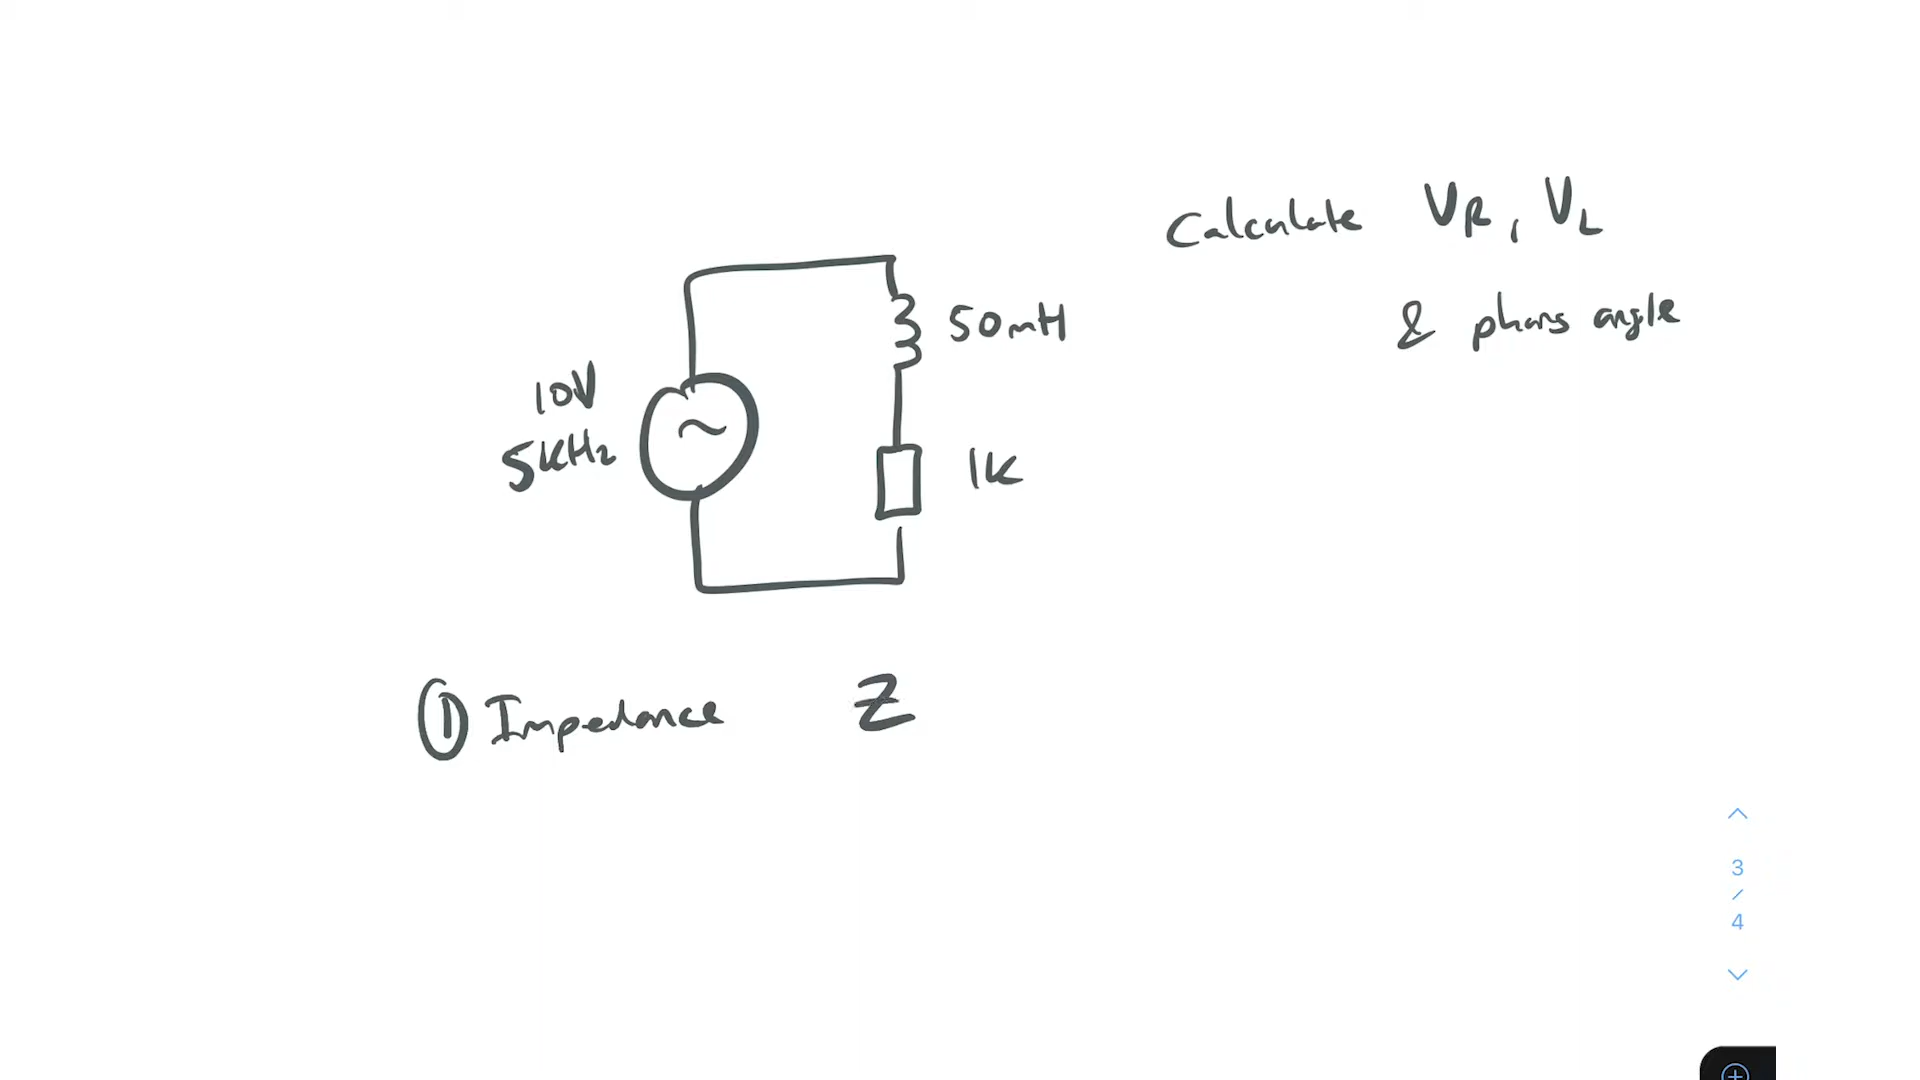 Calculate VR, VL
& phase angle
50mH
10V
5KHz
1K
① Impedance Z
3
/
4